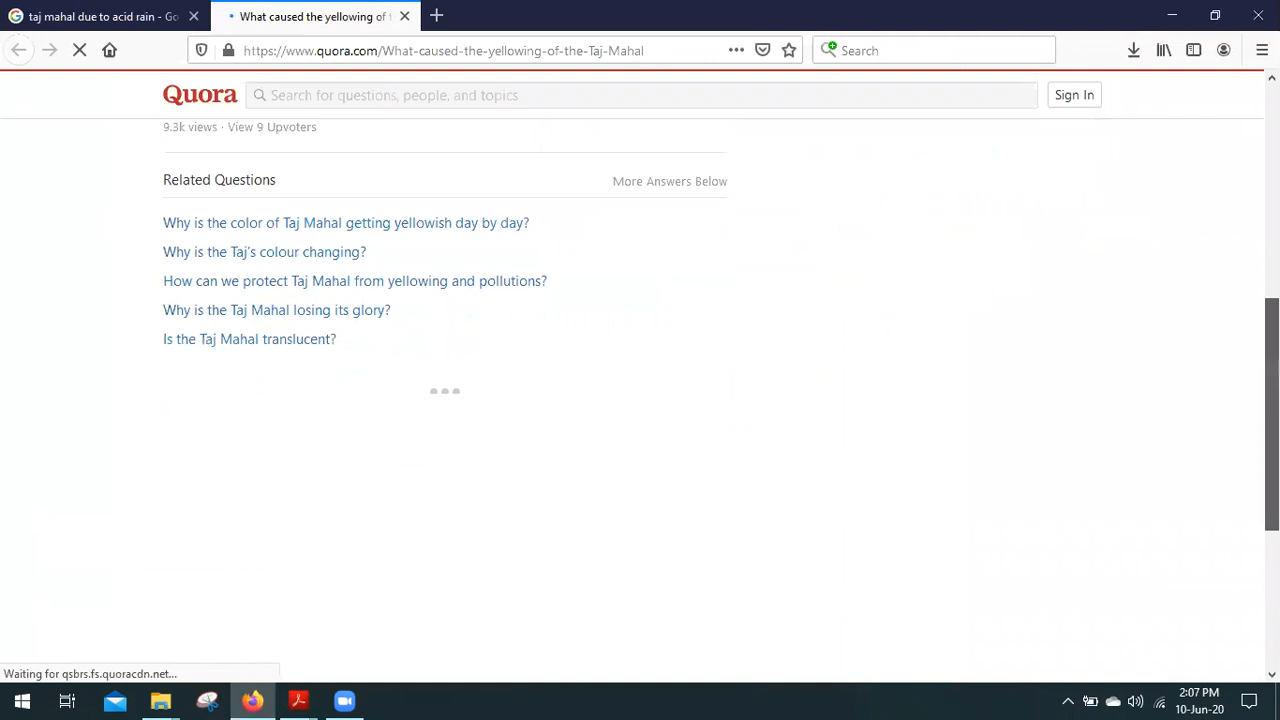 taj mahal due to acid rain - Go
What caused the yellowing of
https://www.quora.com/What-caused-the-yellowing-of-the-Taj-Mahal
Search
Quora
Search for questions, people, and topics
Sign In
9.3k views · View 9 Upvoters
Related Questions
More Answers Below
Why is the color of Taj Mahal getting yellowish day by day?
Why is the Taj's colour changing?
How can we protect Taj Mahal from yellowing and pollutions?
Why is the Taj Mahal losing its glory?
Is the Taj Mahal translucent?
Waiting for qsbrs.fs.quoracdn.net...
2:07 PM
10-Jun-20